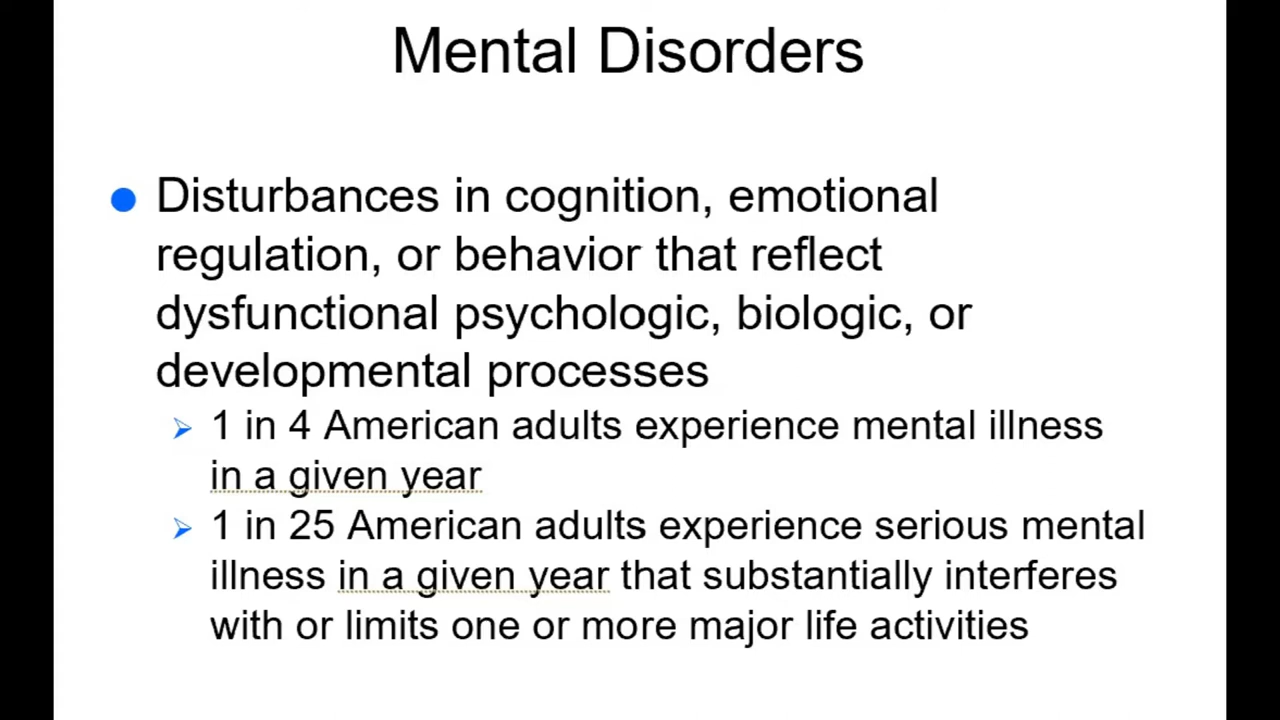 Mental Disorders
Disturbances in cognition, emotional
regulation, or behavior that reflect
dysfunctional psychologic, biologic, or
developmental processes
1 in 4 American adults experience mental illness
in a given year
1 in 25 American adults experience serious mental
illness in a given year that substantially interferes
with or limits one or more major life activities